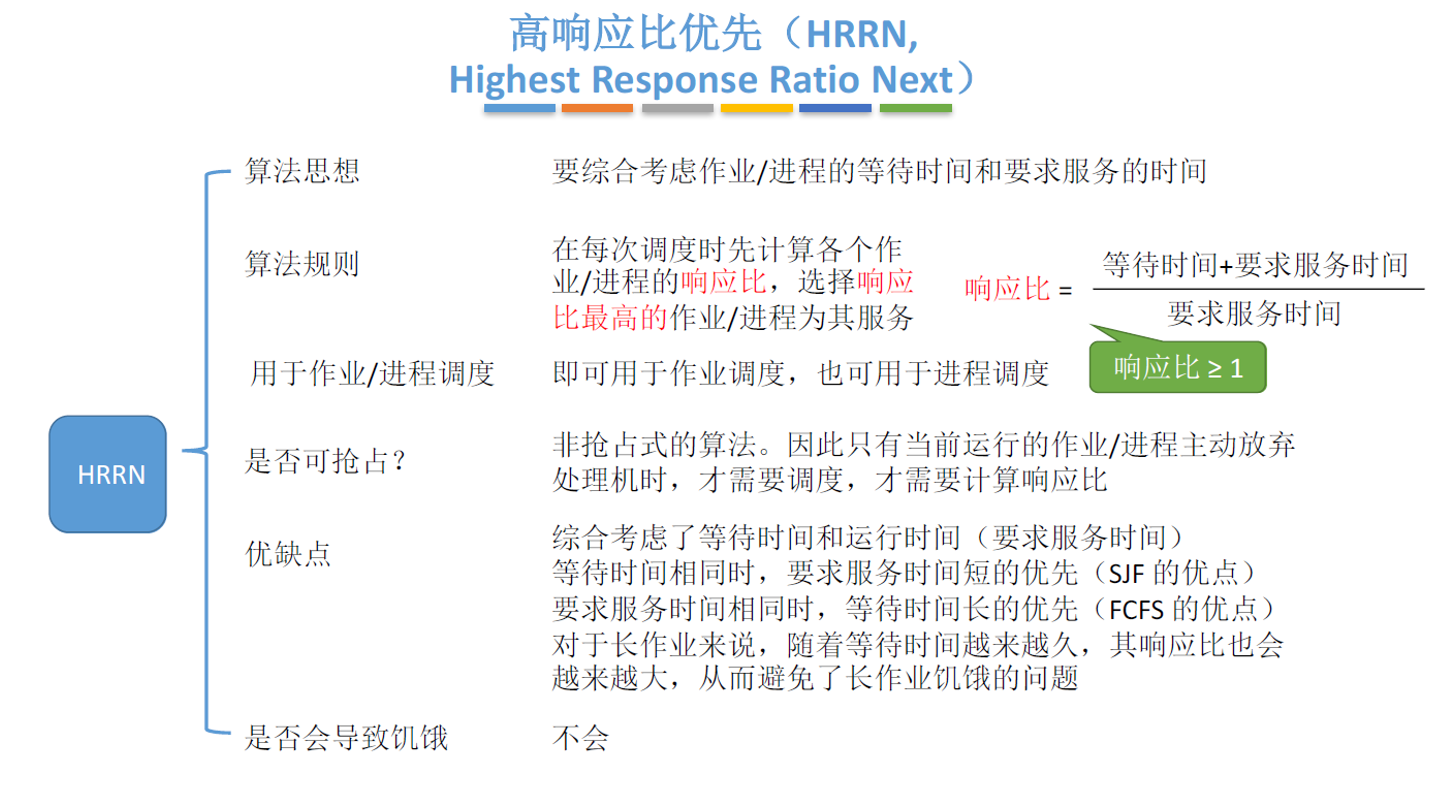 高响应比优先（HRRN,
Highest Response Ratio Next）
算法思想
要综合考虑作业/进程的等待时间和要求服务的时间
算法规则
在每次调度时先计算各个作
业/进程的响应比，选择响应
比最高的作业/进程为其服务
响应比 =
等待时间+要求服务时间
要求服务时间
响应比 ≥ 1
用于作业/进程调度
即可用于作业调度，也可用于进程调度
HRRN
是否可抢占？
非抢占式的算法。因此只有当前运行的作业/进程主动放弃
处理机时，才需要调度，才需要计算响应比
优缺点
综合考虑了等待时间和运行时间（要求服务时间）
等待时间相同时，要求服务时间短的优先（SJF 的优点）
要求服务时间相同时，等待时间长的优先（FCFS 的优点）
对于长作业来说，随着等待时间越来越久，其响应比也会
越来越大，从而避免了长作业饥饿的问题
是否会导致饥饿
不会